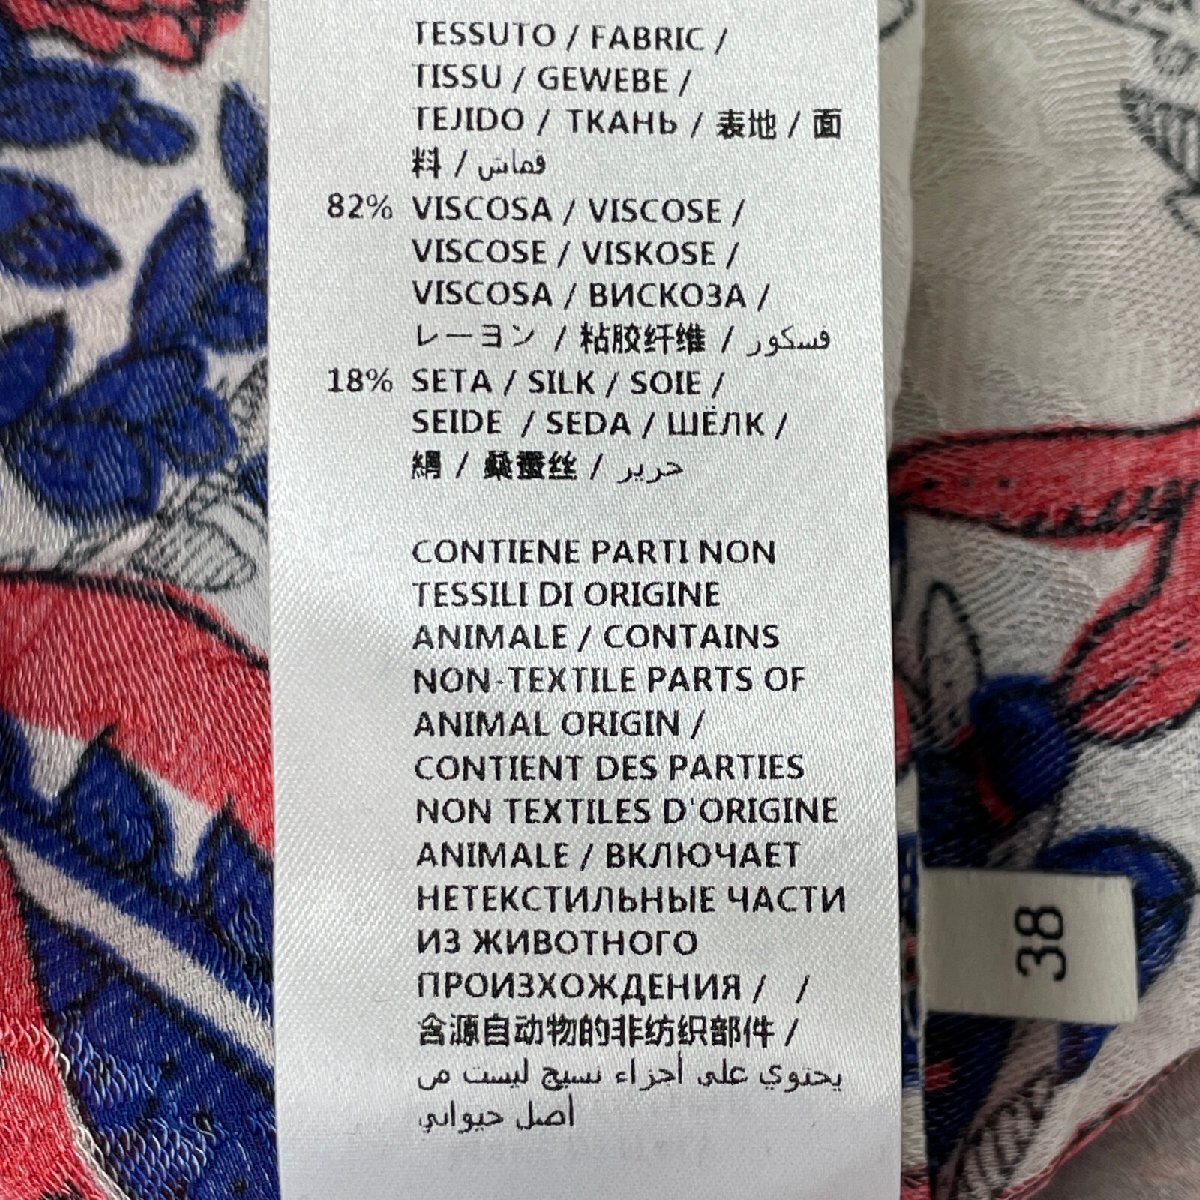 TESSUTO / FABRIC /
TISSU / GEWEBE /
TEJIDO / ТКАНЬ / 表地 / 面
料 / قماش
82% VISCOSA / VISCOSE /
VISCOSE / VISKOSE /
VISCOSA / ВИСКОЗА /
レーヨン / 粘胶纤维 / فسكور
18% SETA / SILK / SOIE /
SEIDE / SEDA / ШЁЛК /
絹 / 桑蚕丝 / حرير
CONTIENE PARTI NON
TESSILI DI ORIGINE
ANIMALE / CONTAINS
NON-TEXTILE PARTS OF
ANIMAL ORIGIN /
CONTIENT DES PARTIES
NON TEXTILES D'ORIGINE
ANIMALE / ВКЛЮЧАЕТ
НЕТЕКСТИЛЬНЫЕ ЧАСТИ
ИЗ ЖИВОТНОГО
ПРОИЗХОЖДЕНИЯ / /
含源自动物的非纺织部件 /
يحتوي على أجزاء نسيج ليست من
أصل حيواني
38